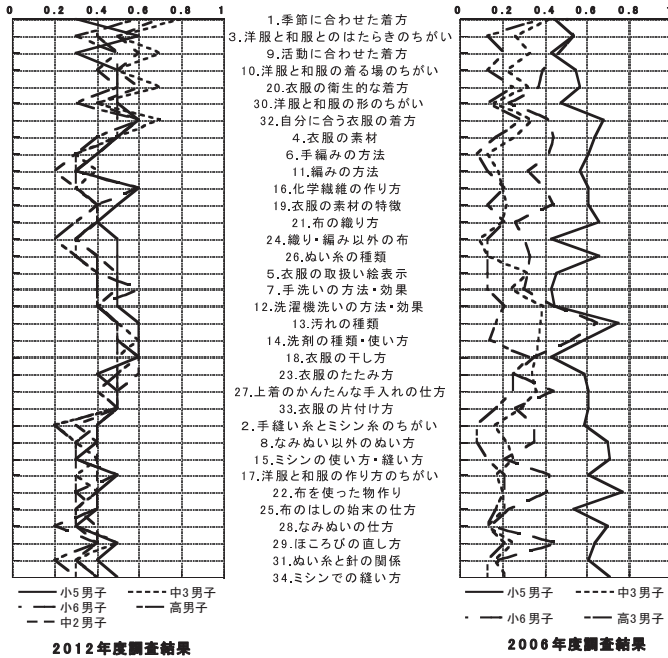 0 0.2 0.4 0.6 0.8 1
0 0.2 0.4 0.6 0.8 1
1.季節に合わせた着方
3.洋服と和服とのはたらきのちがい
9.活動に合わせた着方
10.洋服と和服の着る場のちがい
20.衣服の衛生的な着方
30.洋服と和服の形のちがい
32.自分に合う衣服の着方
4.衣服の素材
6.手編みの方法
11.編みの方法
16.化学繊維の作り方
19.衣服の素材の特徴
21.布の織り方
24.織り・編み以外の布
26.ぬい糸の種類
5.衣服の取扱い絵表示
7.手洗いの方法・効果
12.洗濯機洗いの方法・効果
13.汚れの種類
14.洗剤の種類・使い方
18.衣服の干し方
23.衣服のたたみ方
27.上着のかんたんな手入れの仕方
33.衣服の片付け方
2.手縫い糸とミシン糸のちがい
8.なみぬい以外のぬい方
15.ミシンの使い方・縫い方
17.洋服と和服の作り方のちがい
22.布を使った物作り
25.布のはしの始末の仕方
28.なみぬいの仕方
29.ほころびの直し方
31.ぬい糸と針の関係
34.ミシンでの縫い方
小5男子 中3男子
小6男子 高男子
中2男子
2012年度調査結果
小5男子 中3男子
小6男子 高3男子
2006年度調査結果